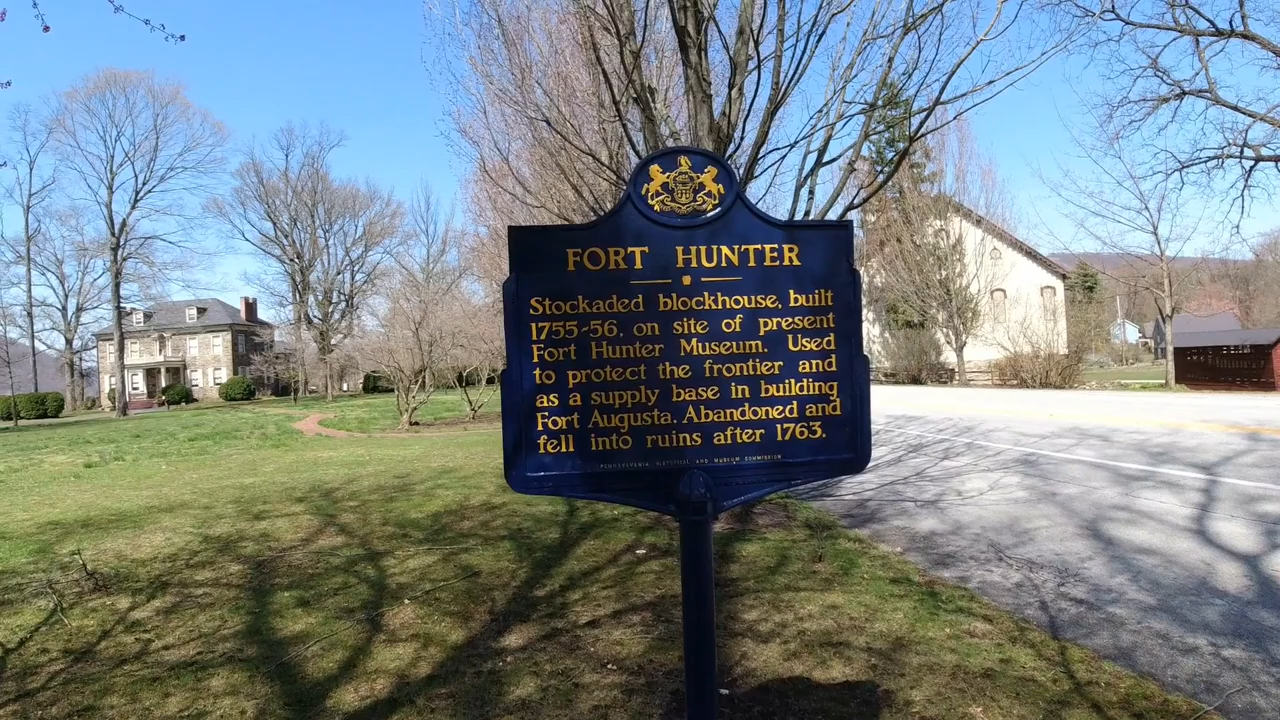 FORT HUNTER
Stockaded blockhouse, built
1755-56, on site of present
Fort Hunter Museum. Used
to protect the frontier and
as a supply base in building
Fort Augusta. Abandoned and
fell into ruins after 1763.
PENNSYLVANIA HISTORICAL AND MUSEUM COMMISSION